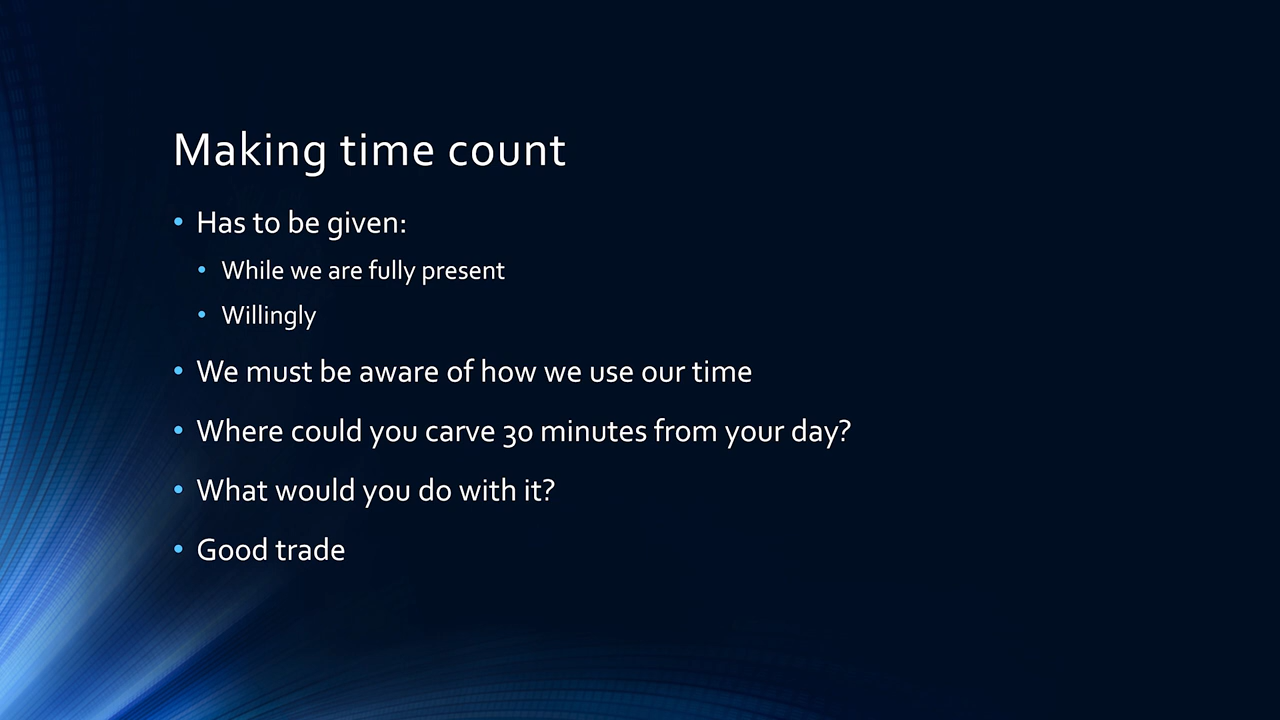 Making time count
• Has to be given:
• While we are fully present
• Willingly
• We must be aware of how we use our time
• Where could you carve 30 minutes from your day?
• What would you do with it?
• Good trade